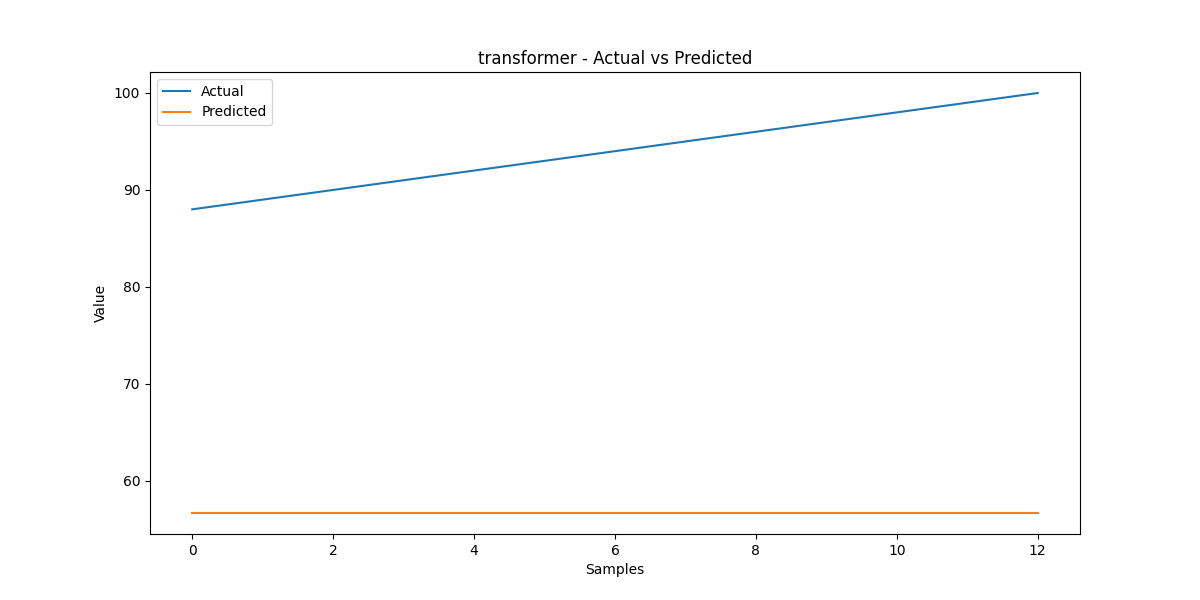 transformer - Actual vs Predicted
Actual
Predicted
100
90
80
70
60
Value
0 2 4 6 8 10 12
Samples